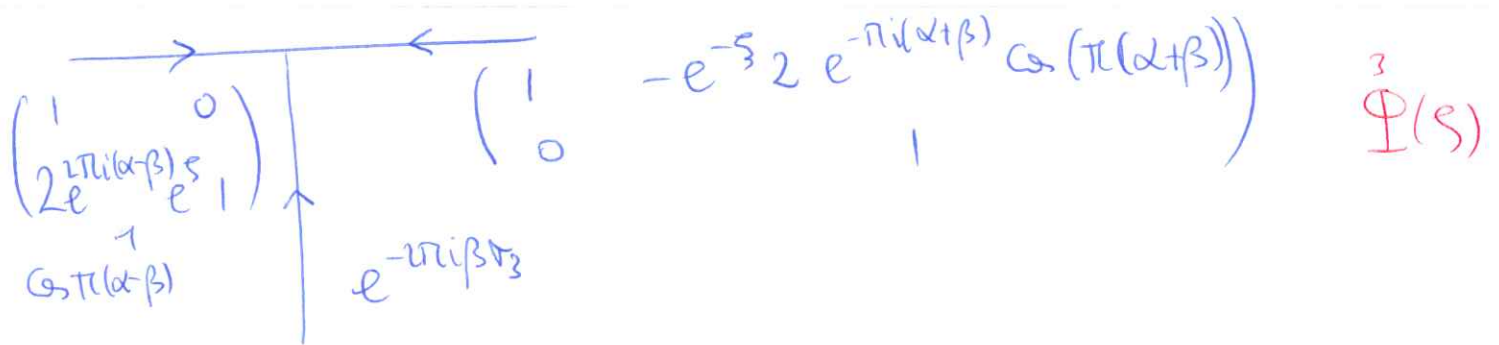 -e^{-ξ} 2 e^{-πi(α+β)} cos(π(α+β))
( 1 0
2e^{2πi(α-β)} e^{ξ} 1 )
↑
cos π(α-β)
( 1
0 1 )
e^{-2πiβσ_3}
3
Φ(ζ)